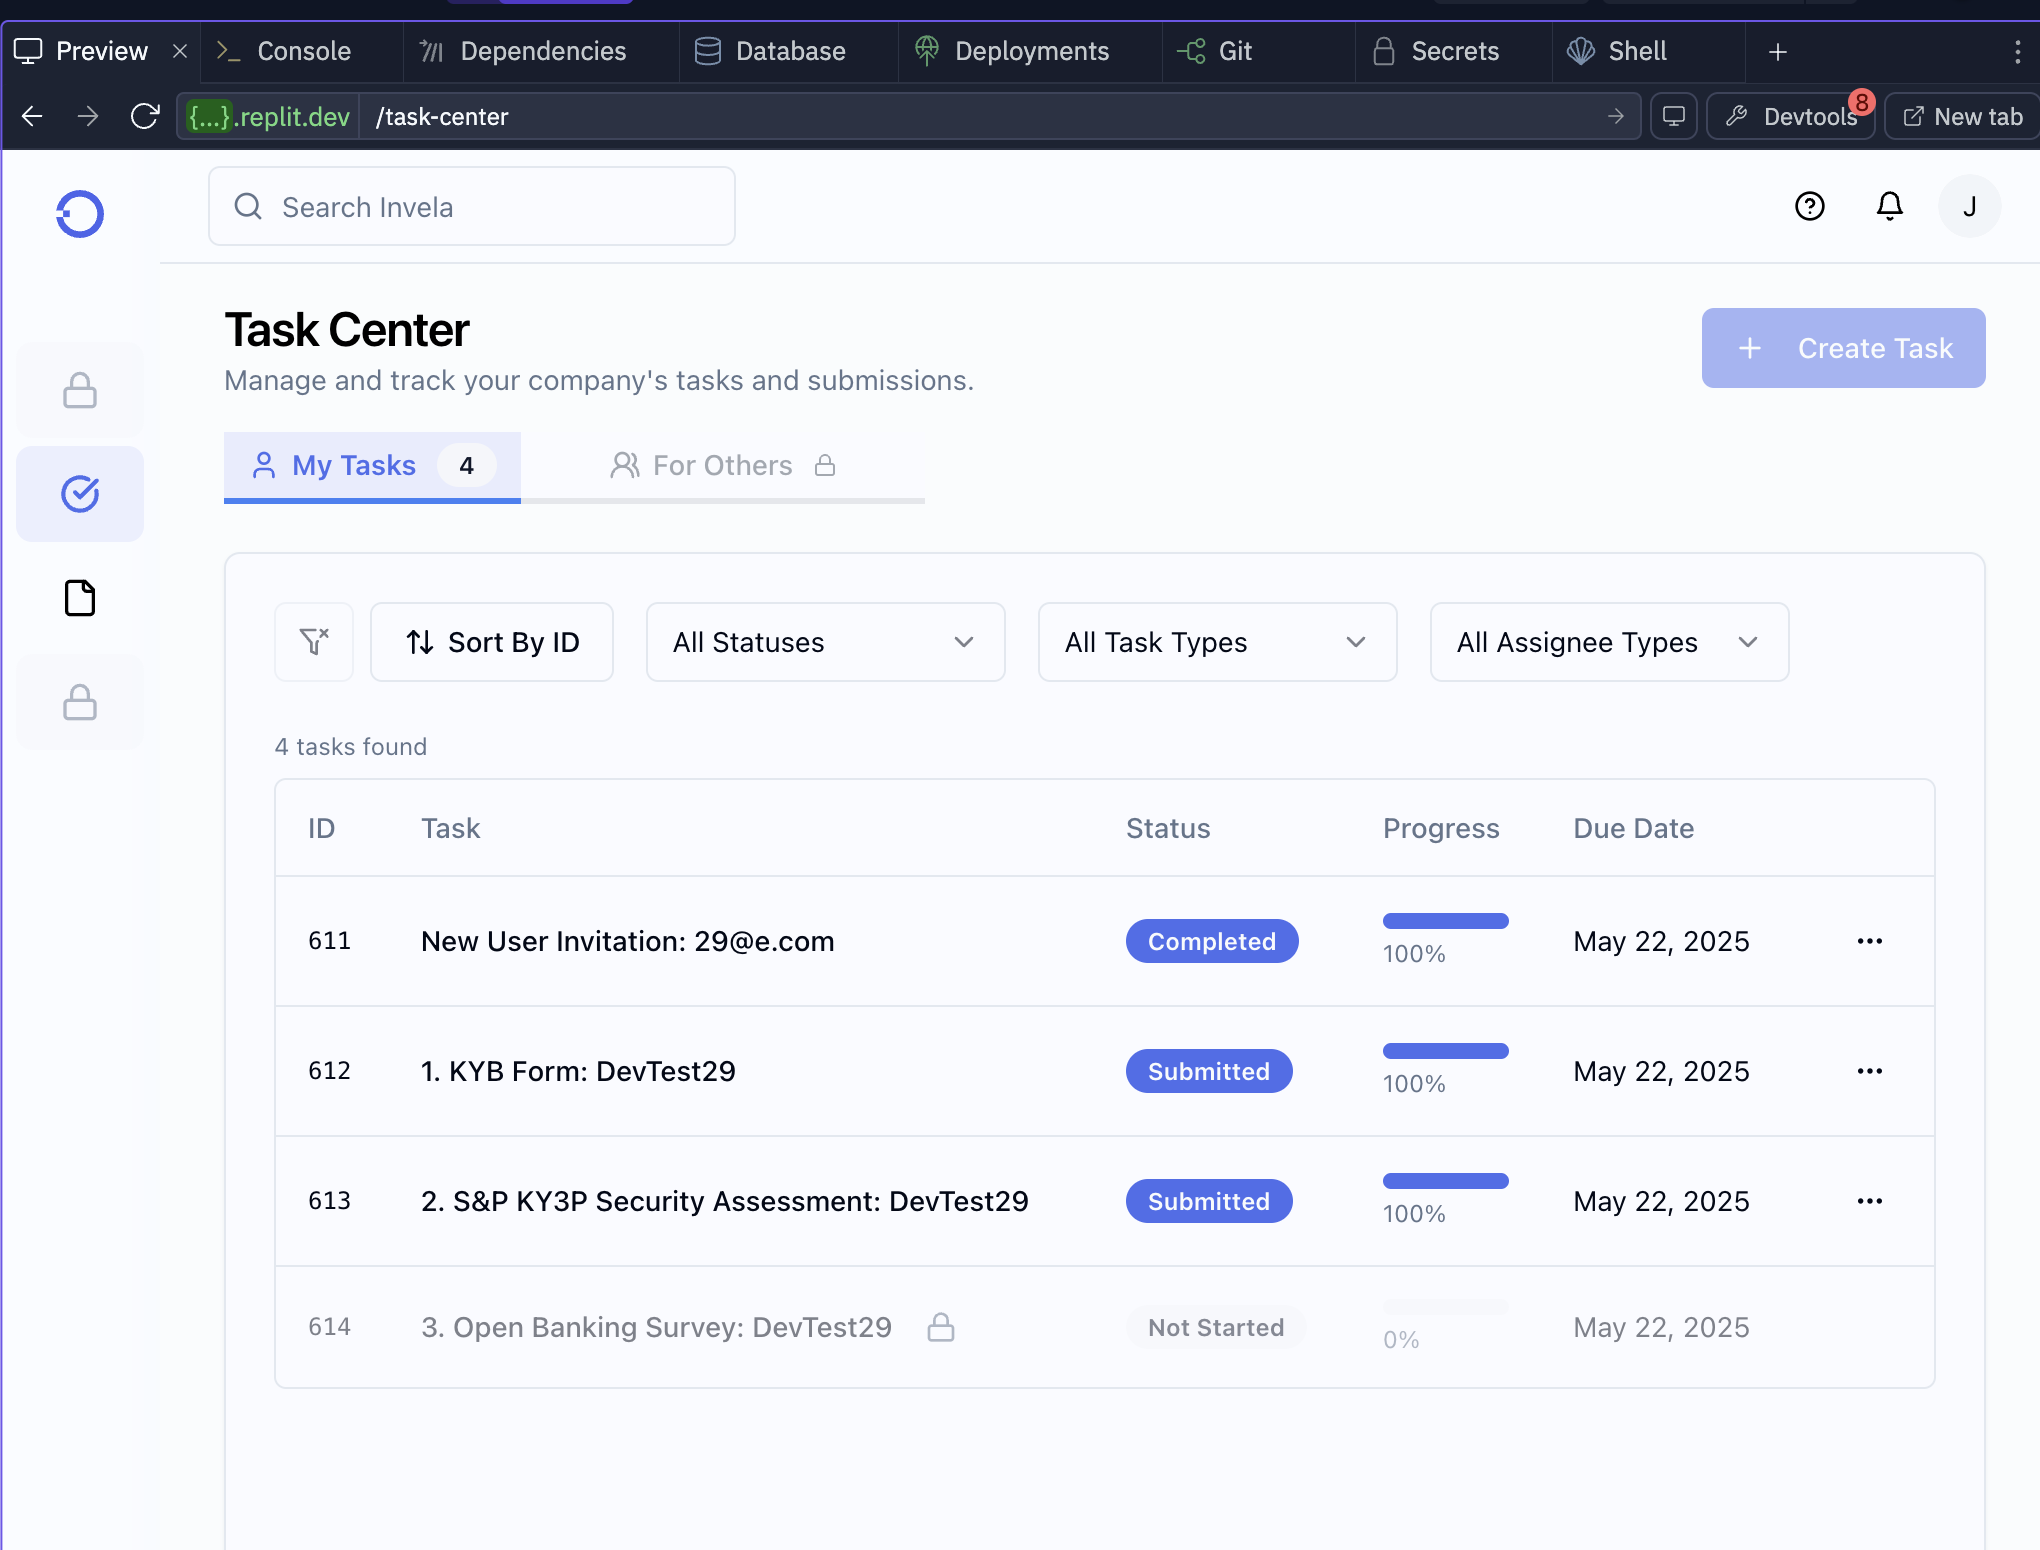 Preview Console Dependencies Database Deployments Git Secrets Shell
{...}.replit.dev /task-center Devtools 8 New tab
Search Invela J
Task Center
Manage and track your company's tasks and submissions.
+ Create Task
My Tasks 4 For Others
Sort By ID All Statuses All Task Types All Assignee Types
4 tasks found
ID Task Status Progress Due Date
611 New User Invitation: 29@e.com Completed 100% May 22, 2025
612 1. KYB Form: DevTest29 Submitted 100% May 22, 2025
613 2. S&P KY3P Security Assessment: DevTest29 Submitted 100% May 22, 2025
614 3. Open Banking Survey: DevTest29 Not Started 0% May 22, 2025